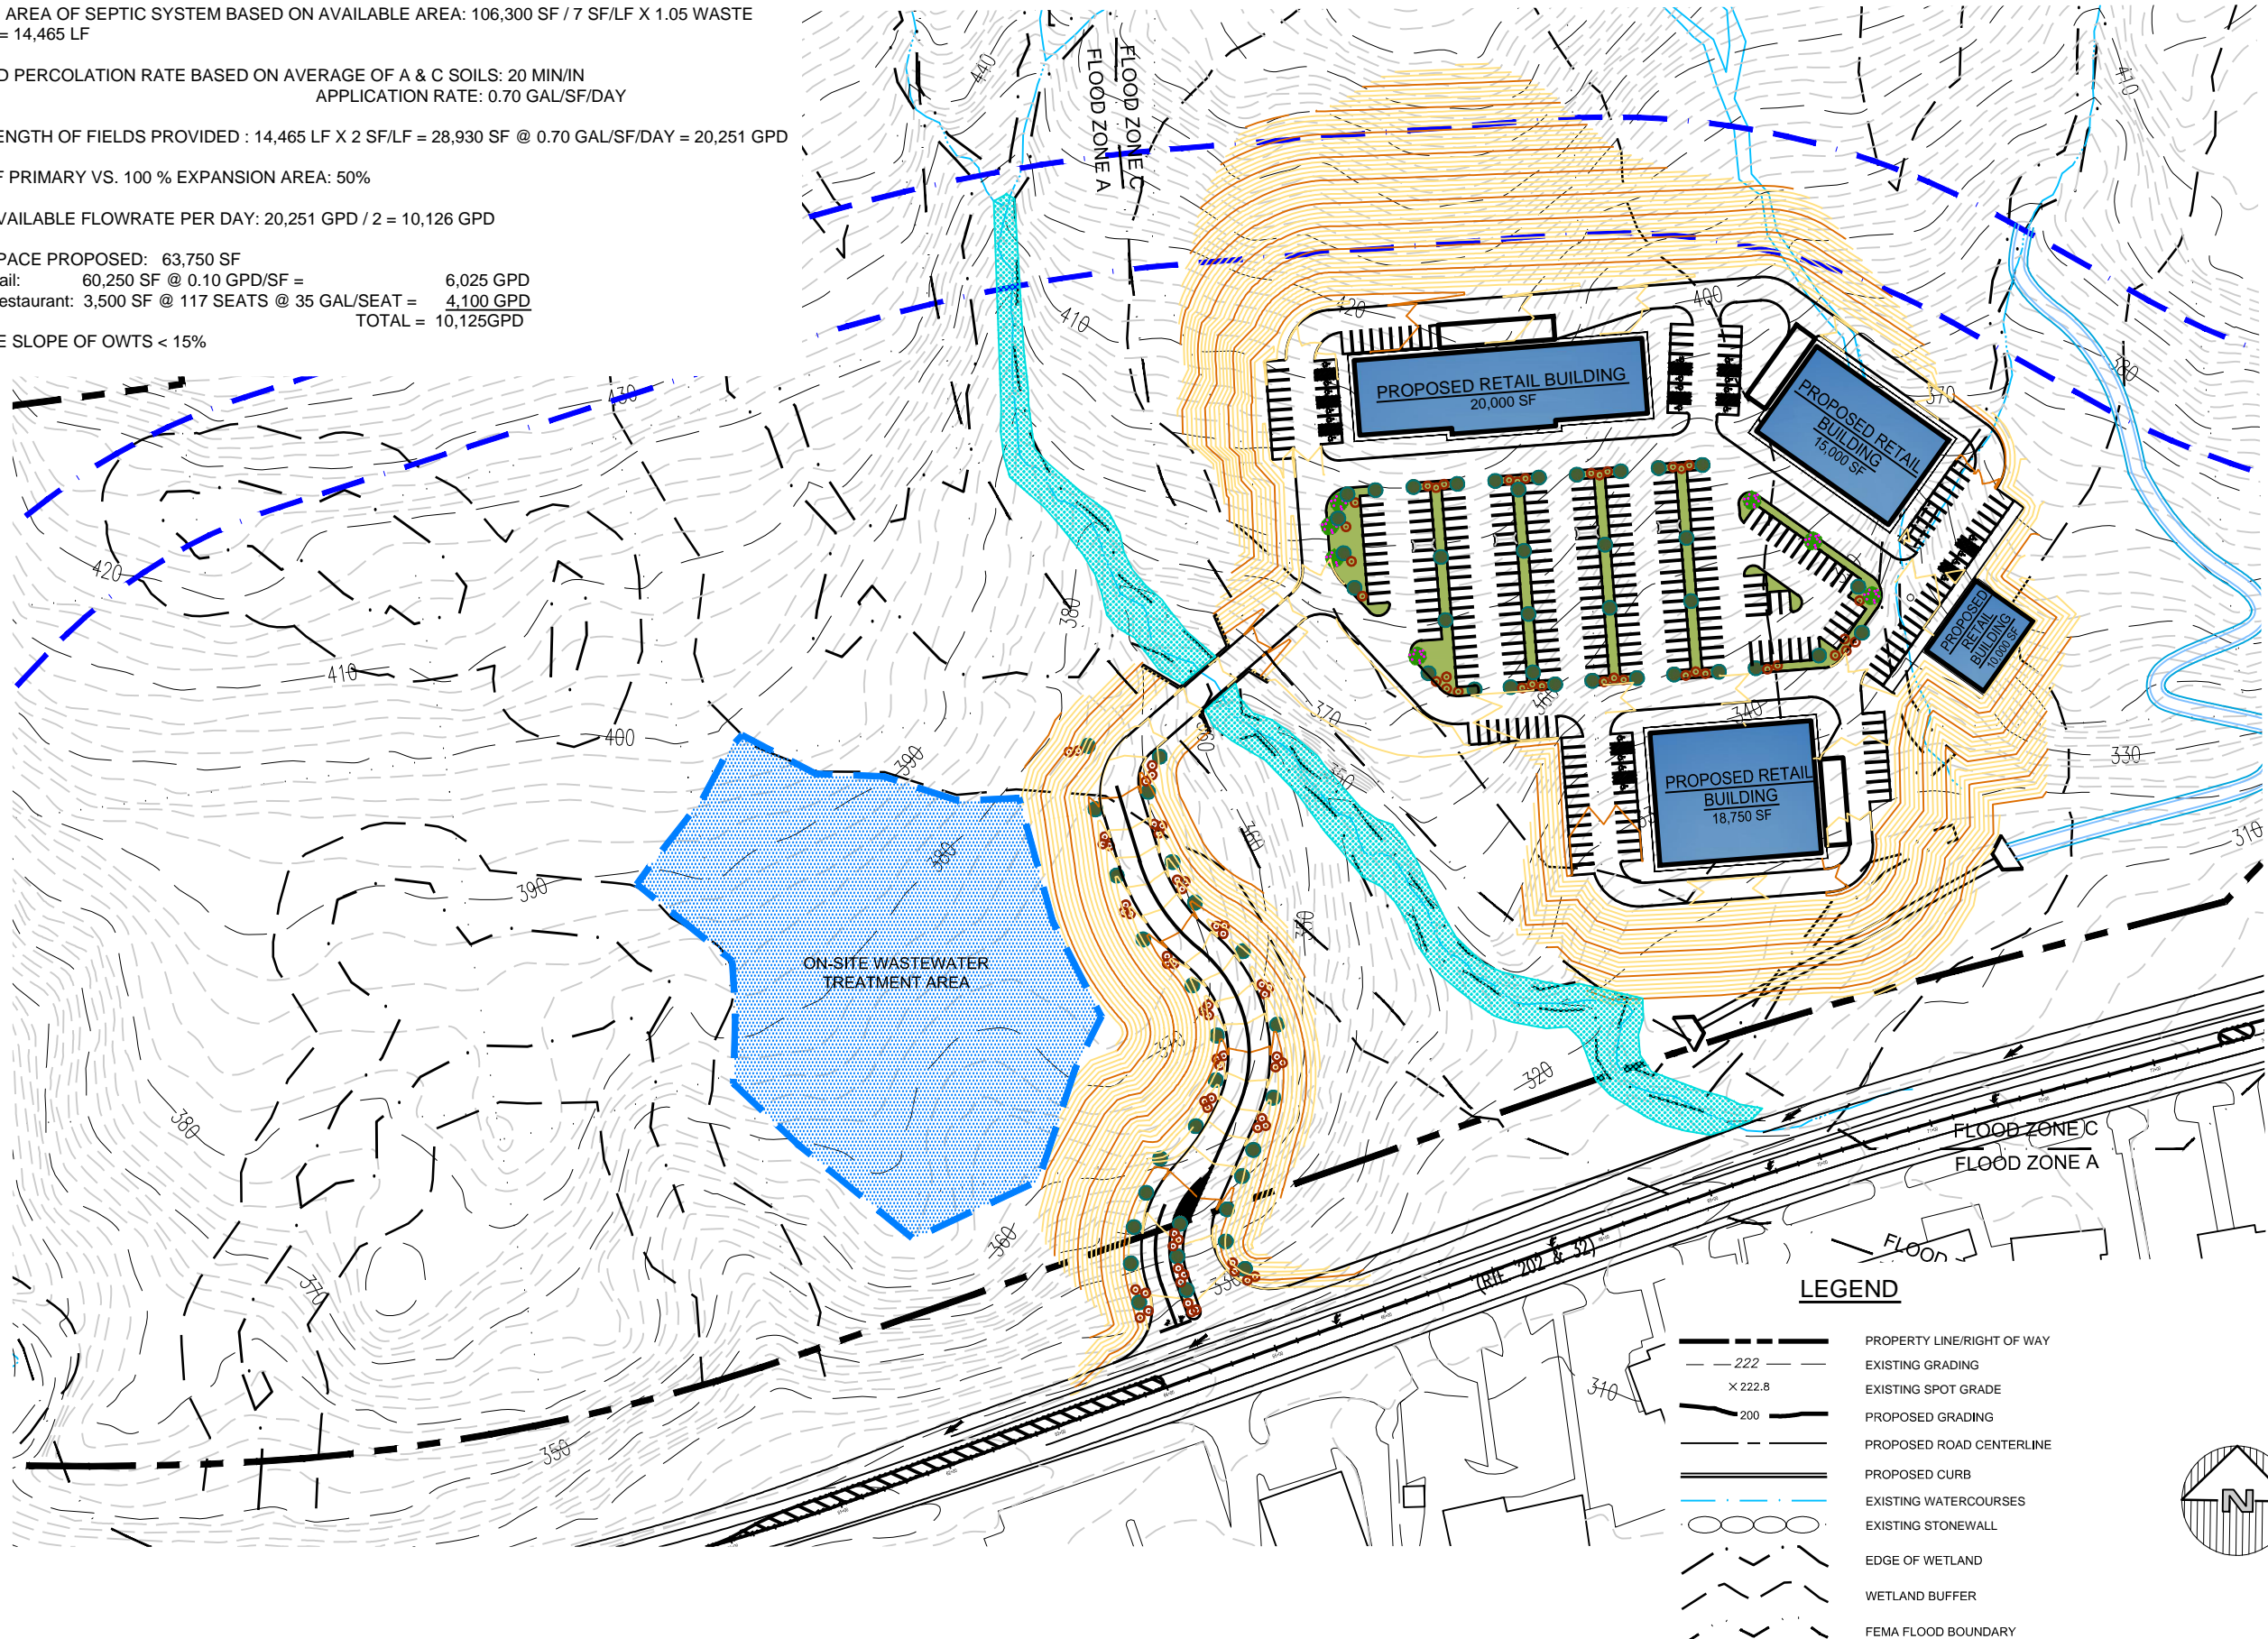 AREA OF SEPTIC SYSTEM BASED ON AVAILABLE AREA: 106,300 SF / 7 SF/LF X 1.05 WASTE
= 14,465 LF
D PERCOLATION RATE BASED ON AVERAGE OF A & C SOILS: 20 MIN/IN
APPLICATION RATE: 0.70 GAL/SF/DAY
ENGTH OF FIELDS PROVIDED : 14,465 LF X 2 SF/LF = 28,930 SF @ 0.70 GAL/SF/DAY = 20,251 GPD
F PRIMARY VS. 100 % EXPANSION AREA: 50%
VAILABLE FLOWRATE PER DAY: 20,251 GPD / 2 = 10,126 GPD
PACE PROPOSED: 63,750 SF
ail: 60,250 SF @ 0.10 GPD/SF = 6,025 GPD
estaurant: 3,500 SF @ 117 SEATS @ 35 GAL/SEAT = 4,100 GPD
TOTAL = 10,125GPD
E SLOPE OF OWTS < 15%
440
FLOOD ZONE C
FLOOD ZONE A
410
420
400
410
380
370
430
PROPOSED RETAIL BUILDING
20,000 SF
PROPOSED RETAIL
BUILDING
15,000 SF
PROPOSED
RETAIL
BUILDING
10,000 SF
PROPOSED RETAIL
BUILDING
18,750 SF
420
410
400
390
380
390
380
370
360
340
330
310
360
350
370
360
350
320
380
370
360
350
330
310
ON-SITE WASTEWATER
TREATMENT AREA
(RTE 202 & 32)
FLOOD ZONE C
FLOOD ZONE A
FLOOD
LEGEND
PROPERTY LINE/RIGHT OF WAY
222 EXISTING GRADING
×222.8 EXISTING SPOT GRADE
200 PROPOSED GRADING
PROPOSED ROAD CENTERLINE
PROPOSED CURB
EXISTING WATERCOURSES
EXISTING STONEWALL
EDGE OF WETLAND
WETLAND BUFFER
FEMA FLOOD BOUNDARY
N